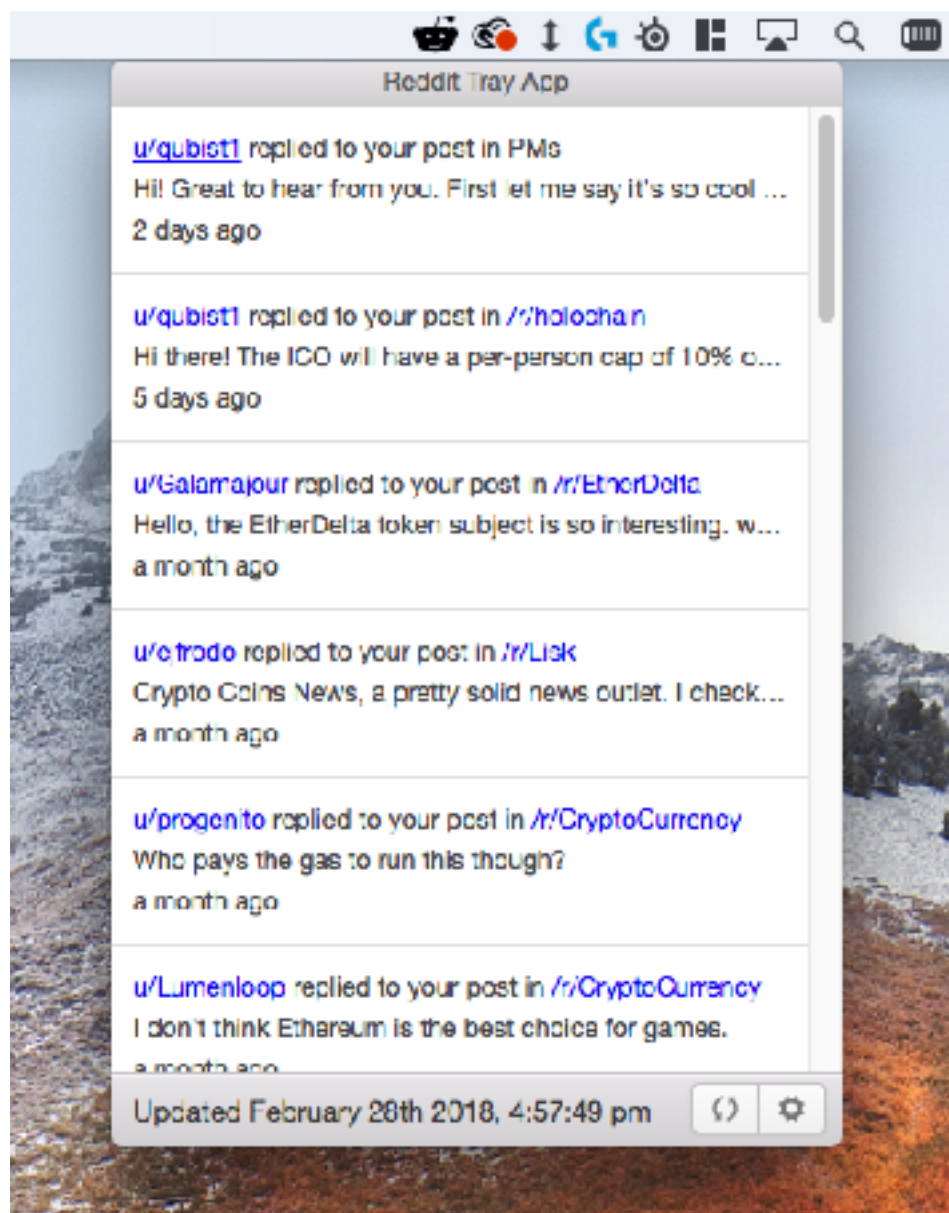 Reddit Tray App
u/qubist1 replied to your post in PMs
Hi! Great to hear from you. First let me say it's so cool ...
2 days ago
u/qubist1 replied to your post in /r/holochain
Hi there! The ICO will have a per-person cap of 10% o...
5 days ago
u/Galamajour replied to your post in /r/EtherDelta
Hello, the EtherDelta token subject is so interesting. w...
a month ago
u/ejfrodo replied to your post in /r/Lisk
Crypto Coins News, a pretty solid news outlet. I check...
a month ago
u/progenito replied to your post in /r/CryptoCurrency
Who pays the gas to run this though?
a month ago
u/Lumenloop replied to your post in /r/CryptoCurrency
I don't think Ethereum is the best choice for games.
a month ago
Updated February 28th 2018, 4:57:49 pm